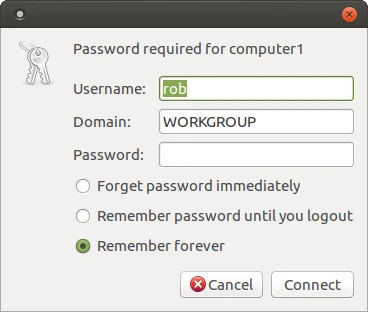 Password required for computer1
Username: rob
Domain: WORKGROUP
Password:
Forget password immediately
Remember password until you logout
Remember forever
Cancel Connect